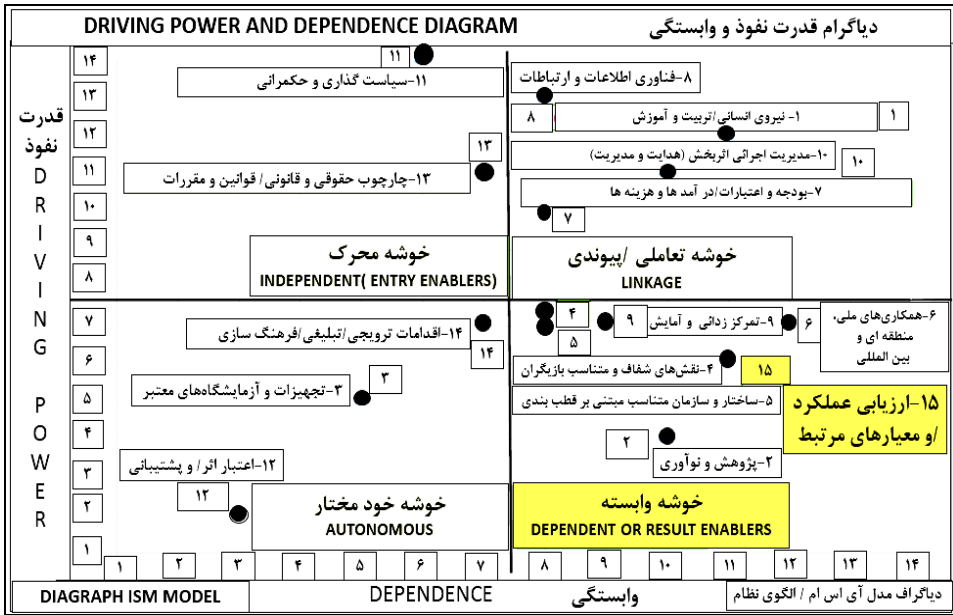 DRIVING POWER AND DEPENDENCE DIAGRAM
دیاگرام قدرت نفوذ و وابستگی
قدرت
نفوذ
D
R
I
V
I
N
G
P
O
W
E
R
۱۴
۱۳
۱۲
۱۱
۱۰
۹
۸
۷
۶
۵
۴
۳
۲
۱
۱۱
۱۱-سیاست گذاری و حکمرانی
۱۳
۱۳-چارچوب حقوقی و قانونی/ قوانین و مقررات
خوشه محرک
INDEPENDENT( ENTRY ENABLERS)
۸-فناوری اطلاعات و ارتباطات
۸
۱- نیروی انسانی/تربیت و آموزش
۱
۱۰-مدیریت اجرائی اثربخش (هدایت و مدیریت)
۱۰
۷-بودجه و اعتبارات/در آمد ها و هزینه ها
۷
خوشه تعاملی /پیوندی
LINKAGE
۱۴-اقدامات ترویجی/تبلیغی/فرهنگ سازی
۱۴
۳
۳-تجهیزات و آزمایشگاه‌های معتبر
۱۲-اعتبار اثر/ و پشتیبانی
۱۲
خوشه خود مختار
AUTONOMOUS
۴
۵
۹
۹-تمرکز زدائی و آمایش
۶
۶-همکاری‌های ملی،
منطقه ای و
بین المللی
۴-نقش‌های شفاف و متناسب بازیگران
۱۵
۱۵-ارزیابی عملکرد
/و معیارهای مرتبط
۵-ساختار و سازمان متناسب مبتنی بر قطب بندی
۲
۲-پژوهش و نوآوری
خوشه وابسته
DEPENDENT OR RESULT ENABLERS
۱ ۲ ۳ ۴ ۵ ۶ ۷ ۸ ۹ ۱۰ ۱۱ ۱۲ ۱۳ ۱۴
DIAGRAPH ISM MODEL
DEPENDENCE
وابستگی
دیاگراف مدل آی اس ام / الگوی نظام